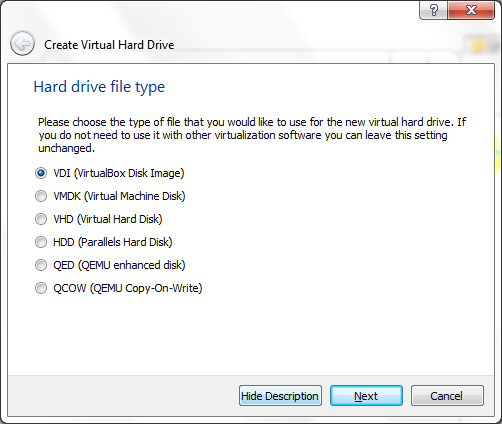 ?
Create Virtual Hard Drive
Hard drive file type
Please choose the type of file that you would like to use for the new virtual hard drive. If
you do not need to use it with other virtualization software you can leave this setting
unchanged.
VDI (VirtualBox Disk Image)
VMDK (Virtual Machine Disk)
VHD (Virtual Hard Disk)
HDD (Parallels Hard Disk)
QED (QEMU enhanced disk)
QCOW (QEMU Copy-On-Write)
Hide Description Next Cancel